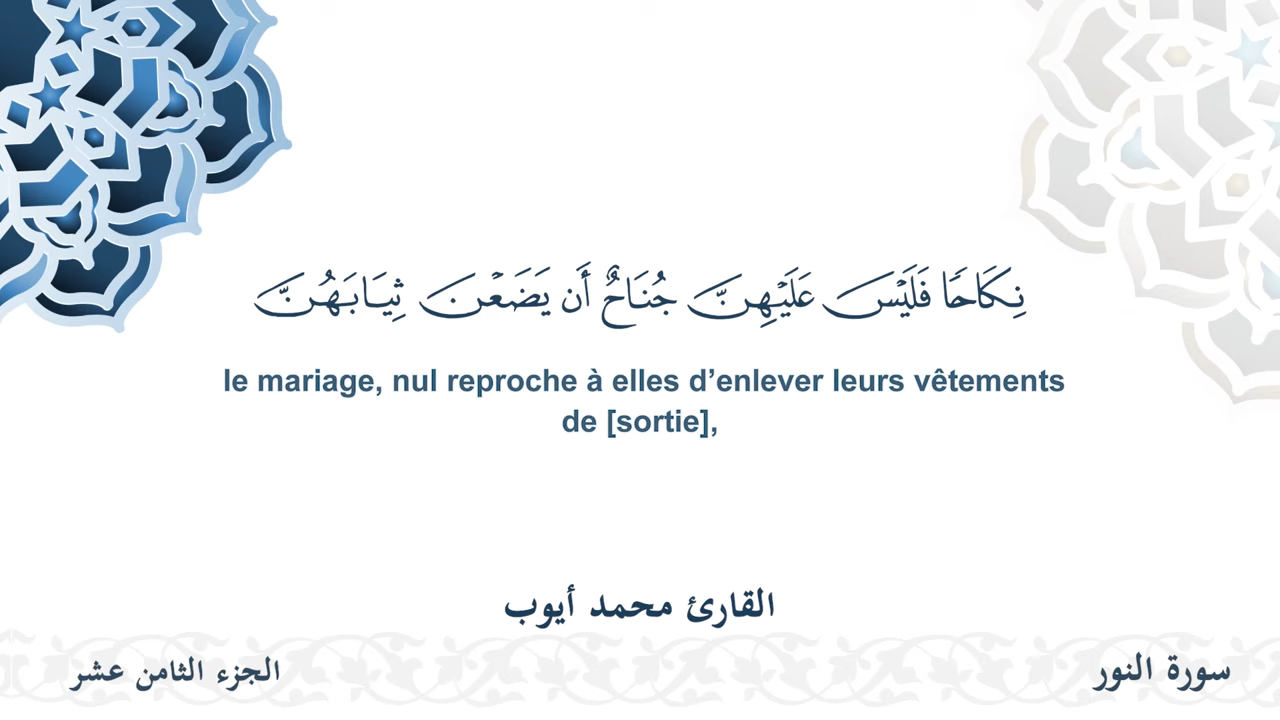 نِكَاحًا فَلَيْسَ عَلَيْهِنَّ جُنَاحٌ أَن يَضَعْنَ ثِيَابَهُنَّ
le mariage, nul reproche à elles d’enlever leurs vêtements
de [sortie],
القارئ محمد أيوب
سورة النور
الجزء الثامن عشر